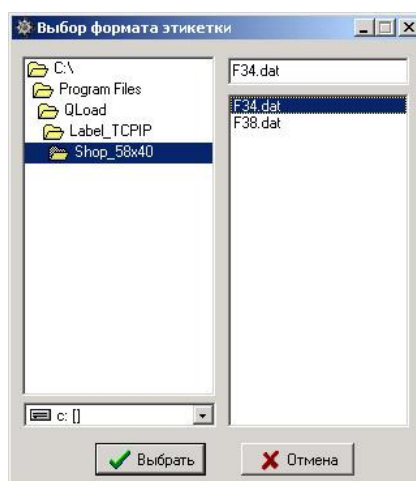 Выбор формата этикетки
C:\
Program Files
QLoad
Label_TCPIP
Shop_58x40
c: []
F34.dat
F34.dat
F38.dat
Выбрать
Отмена